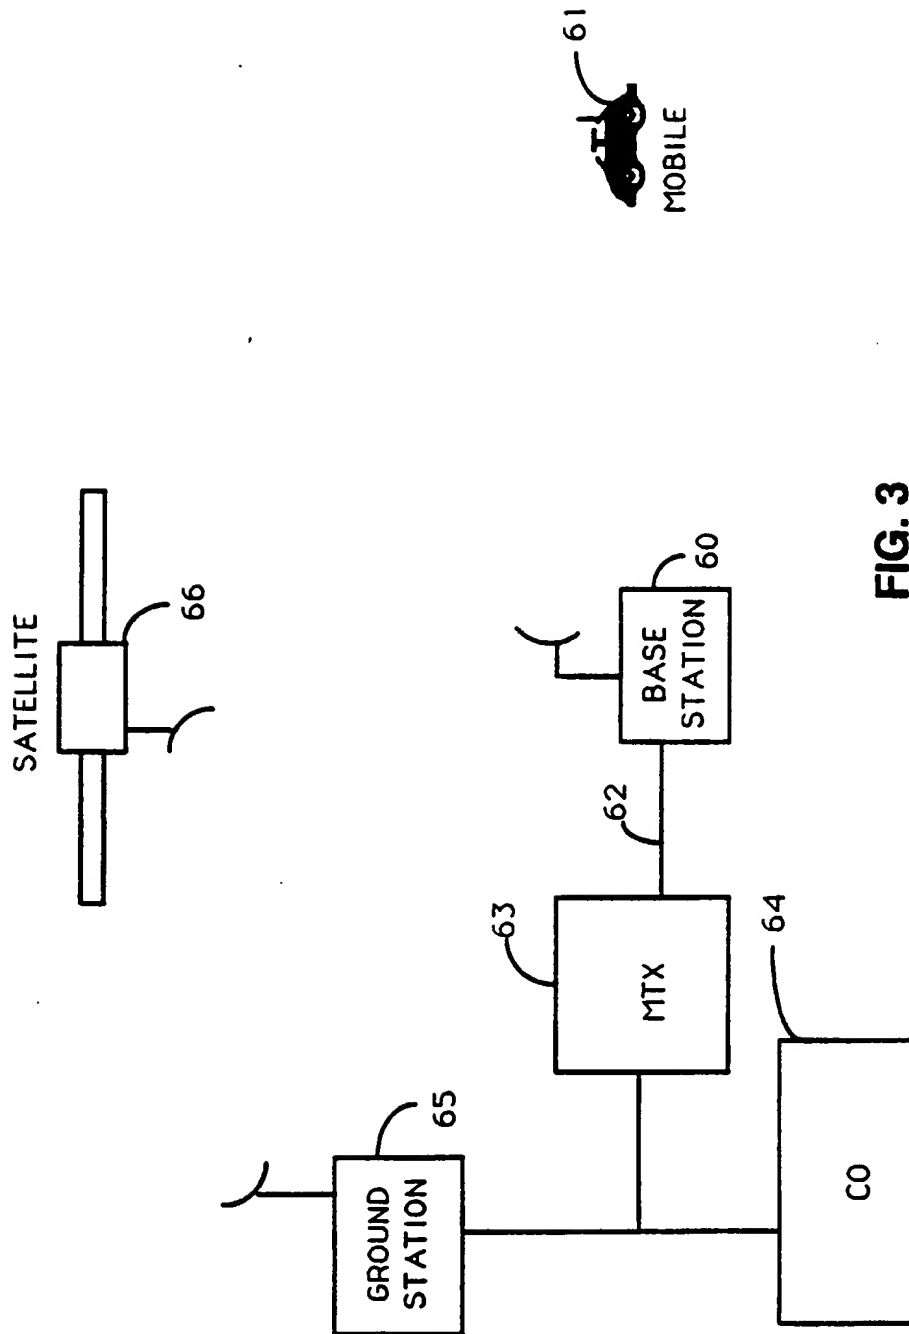 SATELLITE
66
61
MOBILE
BASE
STATION
60
62
63
MTX
64
65
GROUND
STATION
CO
FIG. 3